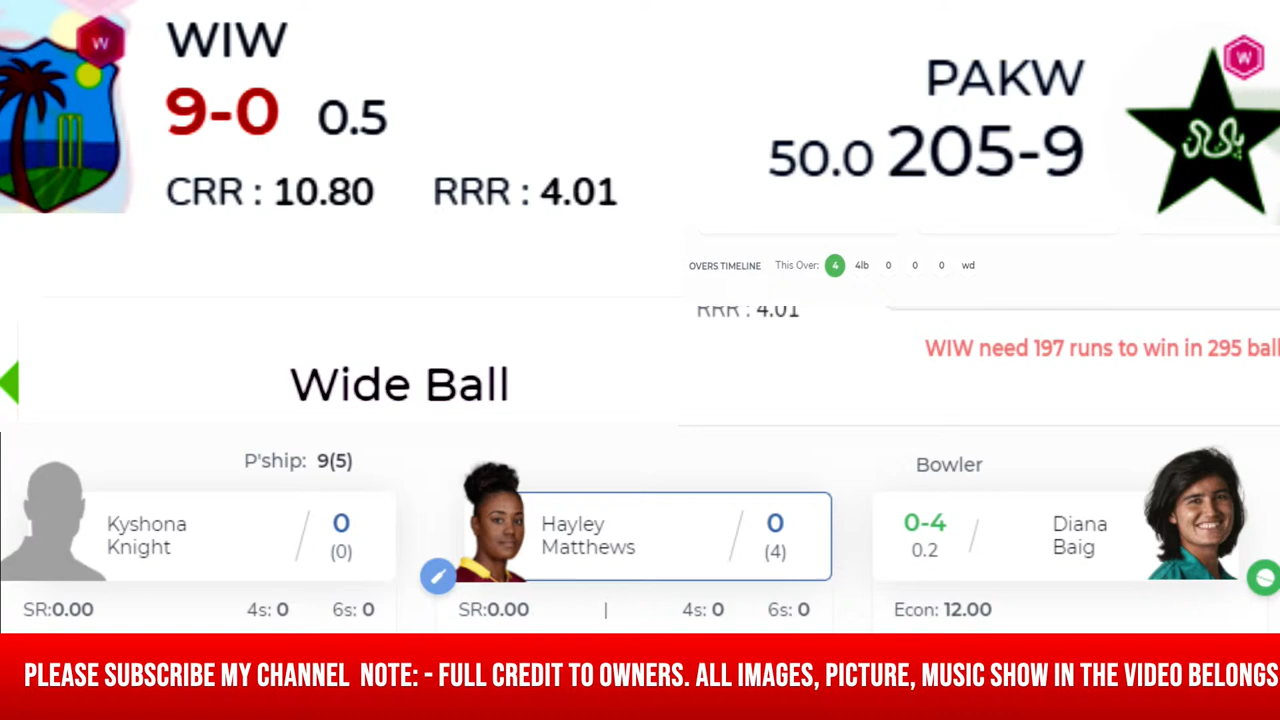 WIW
9-0 0.5
CRR : 10.80 RRR : 4.01
PAKW
50.0 205-9
OVERS TIMELINE This Over: 4 4lb 0 0 0 wd
RRR : 4.01
WIW need 197 runs to win in 295 ball
Wide Ball
P'ship: 9(5)
Kyshona
Knight
0
(0)
SR:0.00 4s: 0 6s: 0
Hayley
Matthews
0
(4)
SR:0.00 | 4s: 0 6s: 0
Bowler
0-4
0.2
Diana
Baig
Econ: 12.00
PLEASE SUBSCRIBE MY CHANNEL NOTE: - FULL CREDIT TO OWNERS. ALL IMAGES, PICTURE, MUSIC SHOW IN THE VIDEO BELONGS